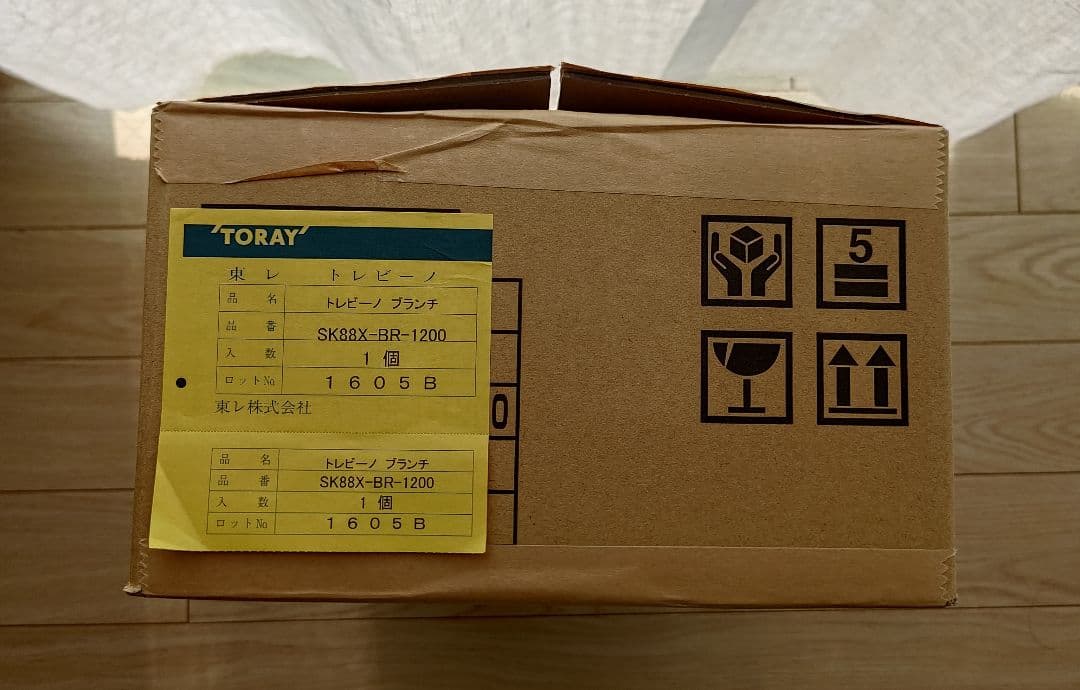 TORAY
東レ トレビーノ
品名 トレビーノ ブランチ
品番 SK88X-BR-1200
入数 1個
ロットNo 1605B
東レ株式会社
品名 トレビーノ ブランチ
品番 SK88X-BR-1200
入数 1個
ロットNo 1605B
0
5